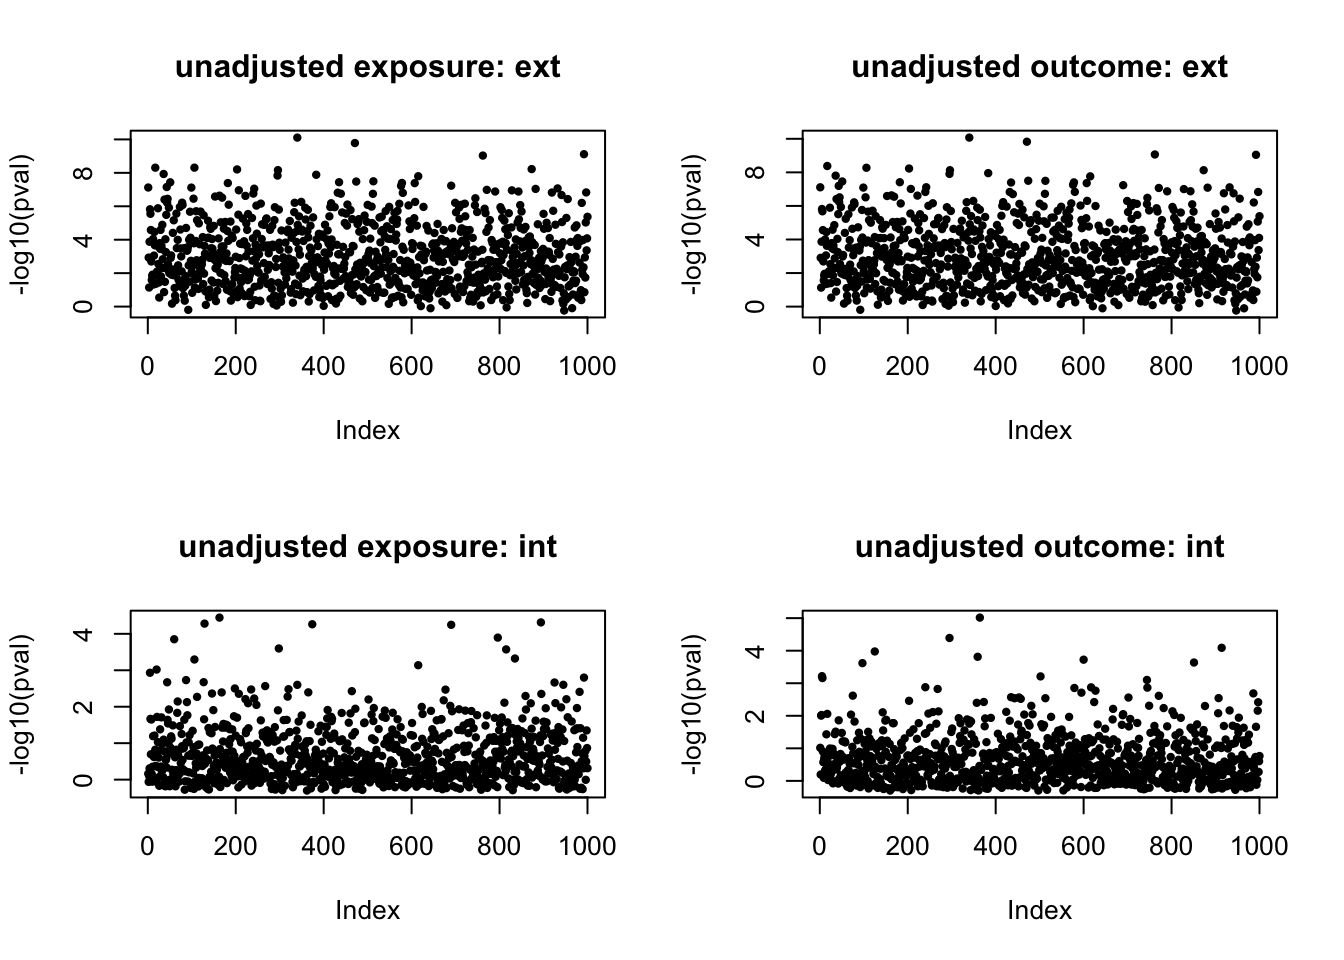 unadjusted exposure: ext
-log10(pval)
8
4
0
0 200 400 600 800 1000
Index
unadjusted outcome: ext
-log10(pval)
8
4
0
0 200 400 600 800 1000
Index
unadjusted exposure: int
-log10(pval)
4
2
0
0 200 400 600 800 1000
Index
unadjusted outcome: int
-log10(pval)
4
2
0
0 200 400 600 800 1000
Index